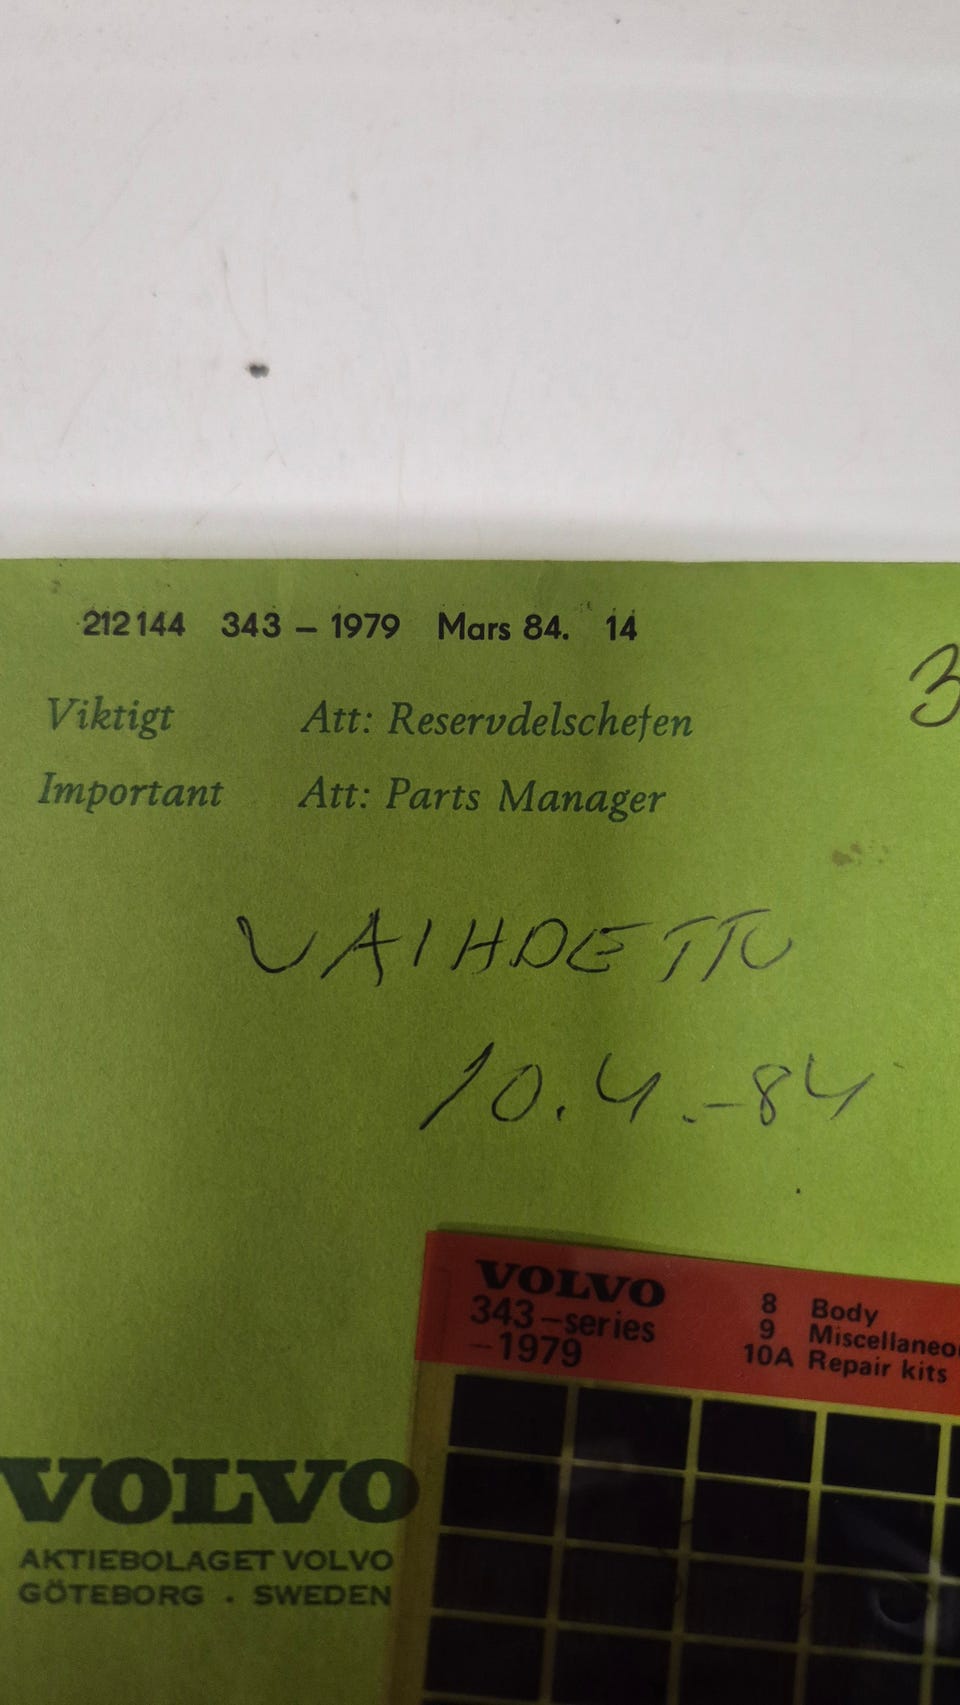 212144 343 – 1979 Mars 84. 14
3
Viktigt Att: Reservdelschefen
Important Att: Parts Manager
VAIHDETTU
10.4.-84
VOLVO
343–series
–1979
8 Body
9 Miscellaneo
10A Repair kits
VOLVO
AKTIEBOLAGET VOLVO
GÖTEBORG . SWEDEN